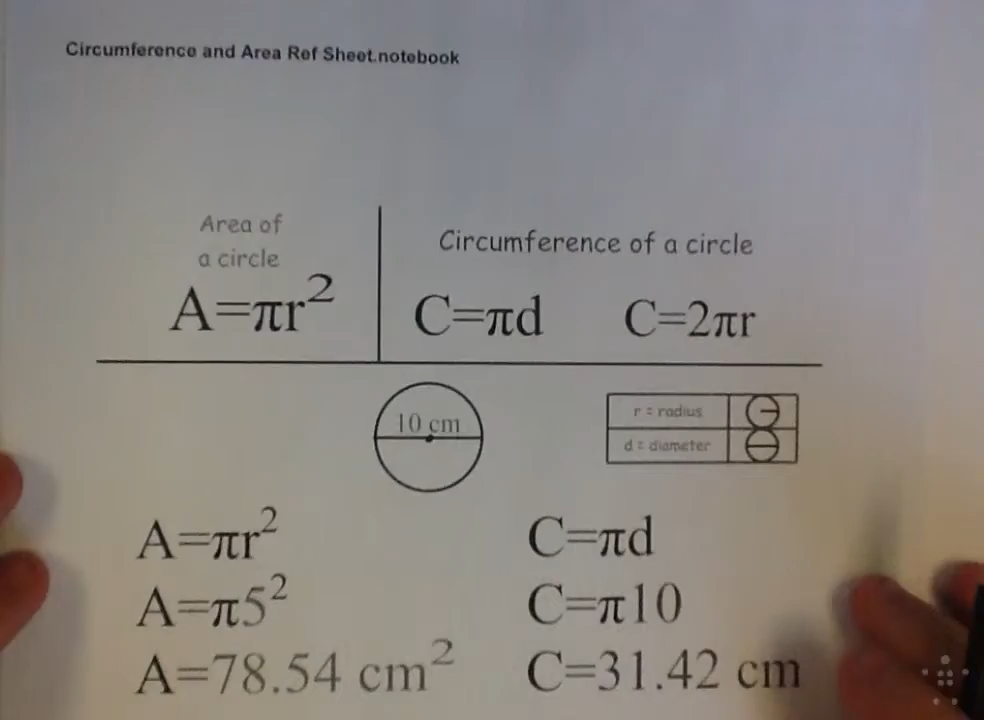 Circumference and Area Ref Sheet.notebook
Area of
a circle
A=πr²
Circumference of a circle
C=πd
C=2πr
10 cm
r = radius
d = diameter
A=πr²
A=π5²
A=78.54 cm²
C=πd
C=π10
C=31.42 cm